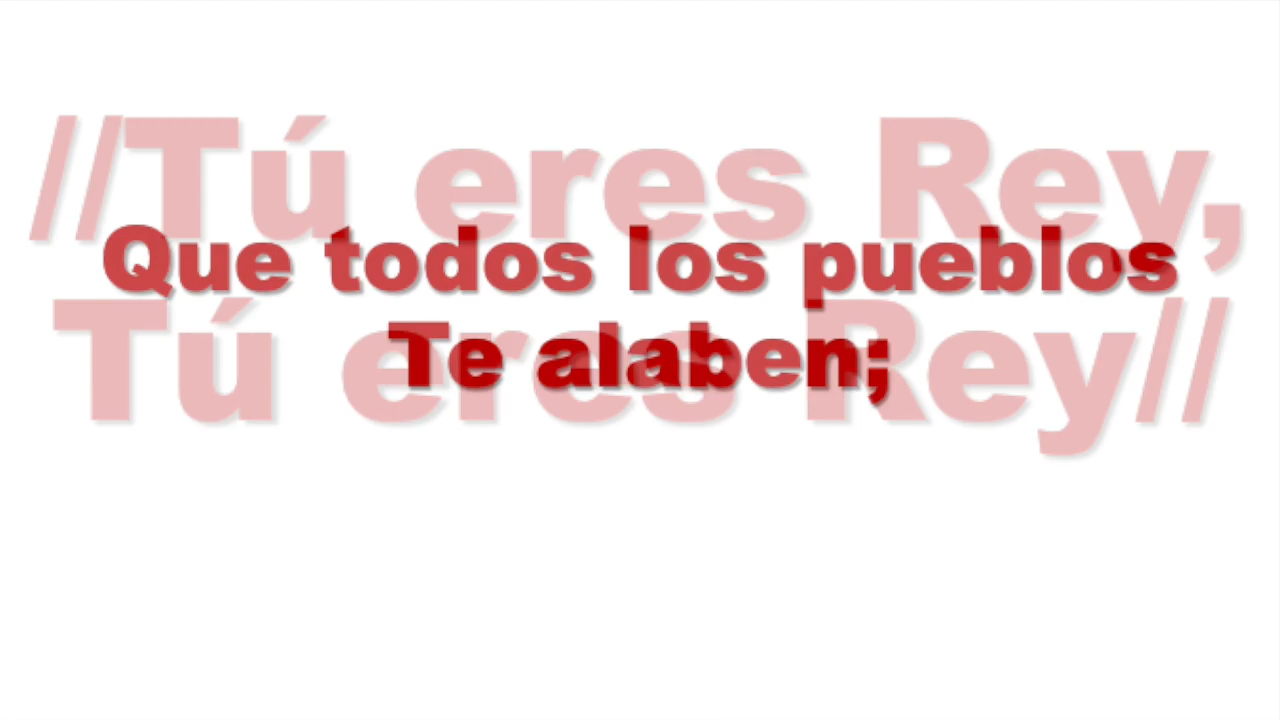 //Tú eres Rey,
Que todos los pueblos
Tú eres Rey//
Te alaben;